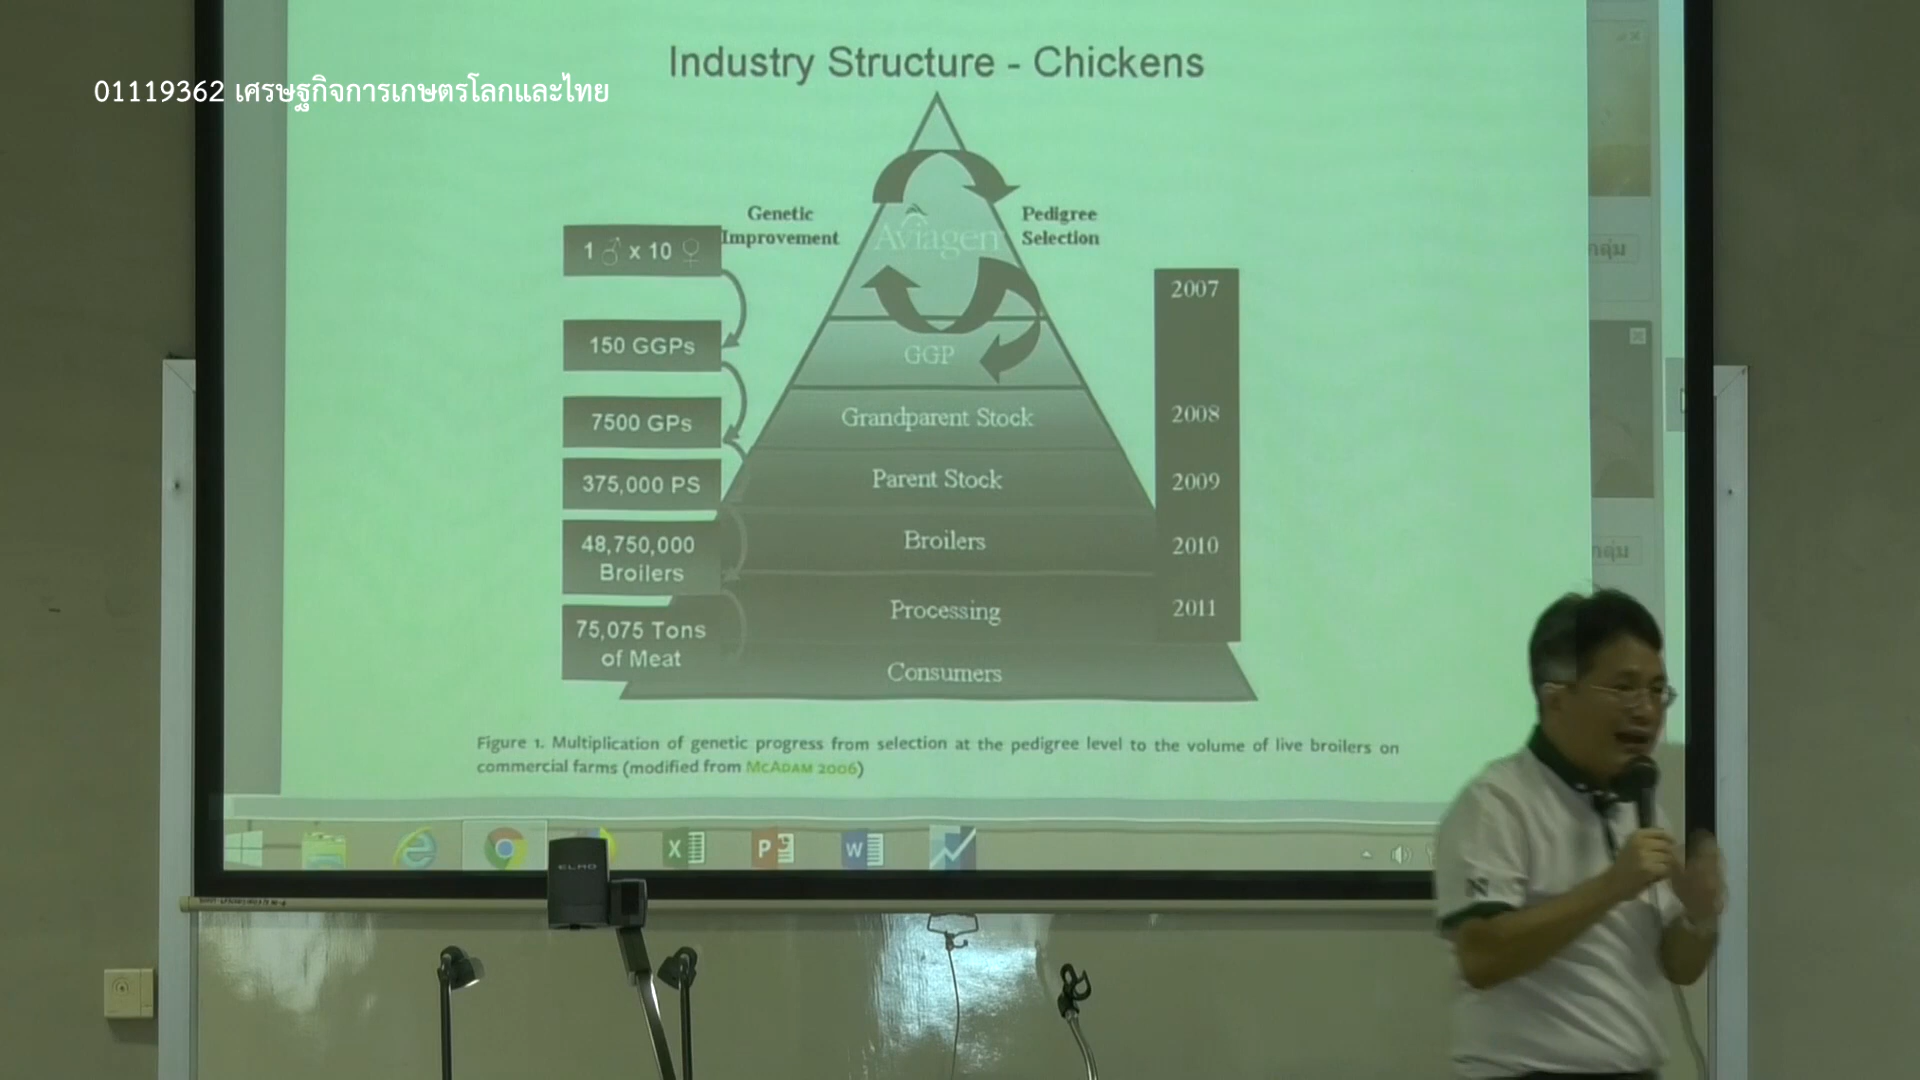 Industry Structure - Chickens
01119362 เศรษฐกิจการเกษตรโลกและไทย
Genetic
Improvement
Pedigree
Selection
Aviagen
1 ♂ x 10 ♀
150 GGPs
7500 GPs
375,000 PS
48,750,000
Broilers
75,075 Tons
of Meat
GGP
Grandparent Stock
Parent Stock
Broilers
Processing
Consumers
2007
2008
2009
2010
2011
Figure 1. Multiplication of genetic progress from selection at the pedigree level to the volume of live broilers on
commercial farms (modified from McAdam 2006)
ELMO